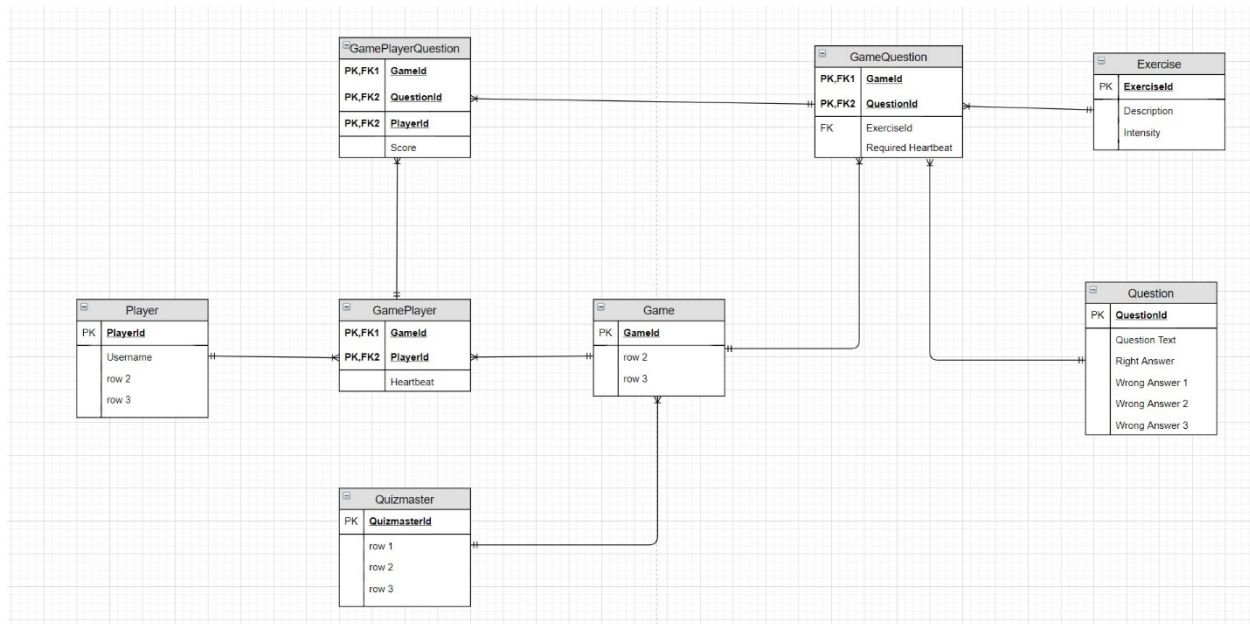 GamePlayerQuestion
PK,FK1 GameId
PK,FK2 QuestionId
PK,FK2 PlayerId
Score
GameQuestion
PK,FK1 GameId
PK,FK2 QuestionId
FK ExerciseId
Required Heartbeat
Exercise
PK ExerciseId
Description
Intensity
Player
PK PlayerId
Username
row 2
row 3
GamePlayer
PK,FK1 GameId
PK,FK2 PlayerId
Heartbeat
Game
PK GameId
row 2
row 3
Question
PK QuestionId
Question Text
Right Answer
Wrong Answer 1
Wrong Answer 2
Wrong Answer 3
Quizmaster
PK QuizmasterId
row 1
row 2
row 3